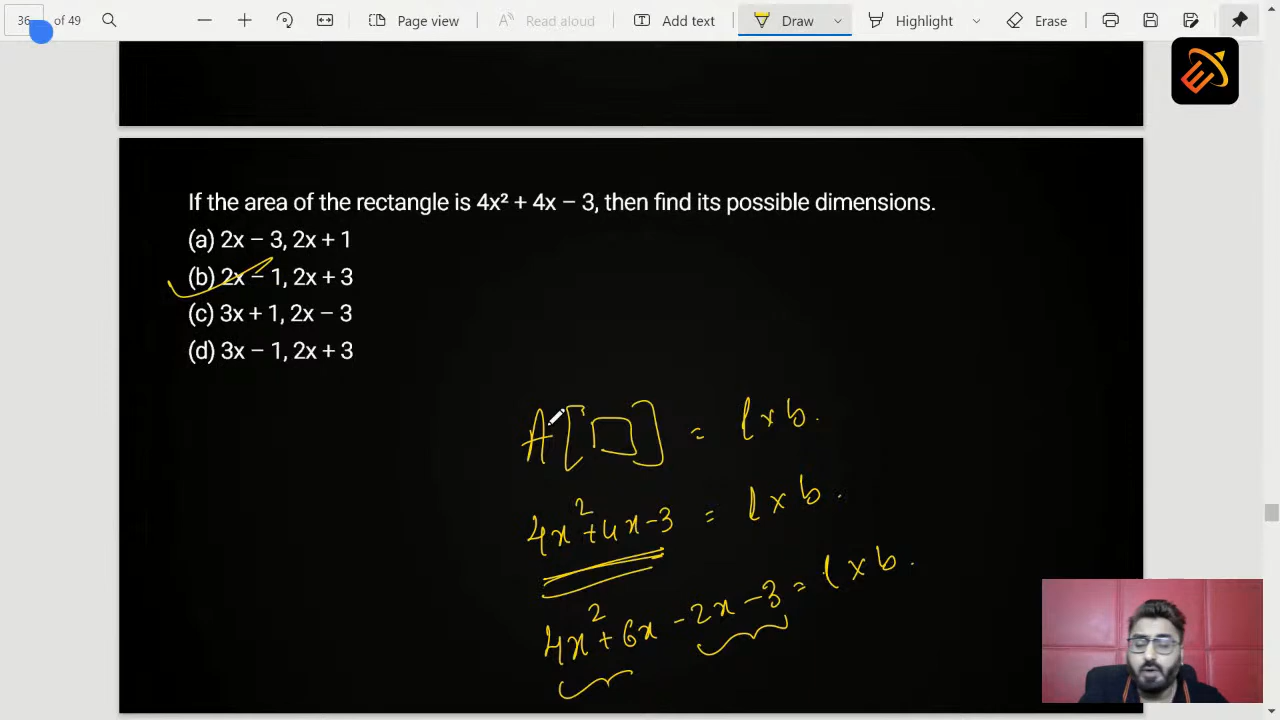 36 of 49
Page view
Read aloud
Add text
Draw
Highlight
Erase
If the area of the rectangle is 4x² + 4x − 3, then find its possible dimensions.
(a) 2x − 3, 2x + 1
(b) 2x − 1, 2x + 3
(c) 3x + 1, 2x − 3
(d) 3x − 1, 2x + 3
A[□] = l × b.
4x² + 4x − 3 = l × b.
4x² + 6x − 2x − 3 = l × b.